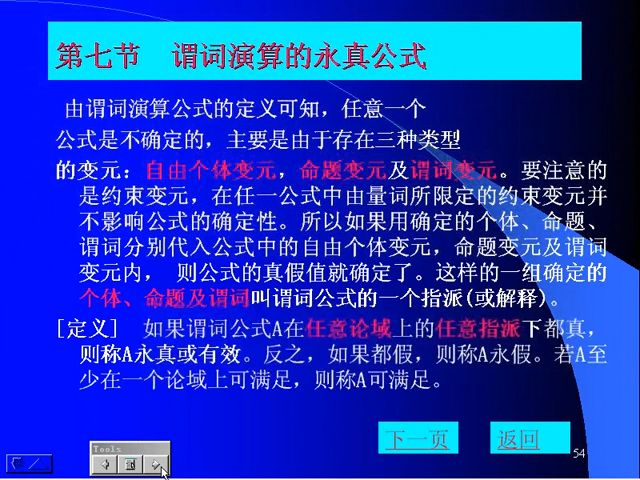 第七节 谓词演算的永真公式
由谓词演算公式的定义可知，任意一个
公式是不确定的，主要是由于存在三种类型
的变元：自由个体变元，命题变元及谓词变元。要注意的
是约束变元，在任一公式中由量词所限定的约束变元并
不影响公式的确定性。所以如果用确定的个体、命题、
谓词分别代入公式中的自由个体变元，命题变元及谓词
变元内， 则公式的真假值就确定了。这样的一组确定的
个体、命题及谓词叫谓词公式的一个指派(或解释)。
[定义] 如果谓词公式A在任意论域上的任意指派下都真，
则称A永真或有效。反之，如果都假，则称A永假。若A至
少在一个论域上可满足，则称A可满足。
下一页 返回
54
Tools